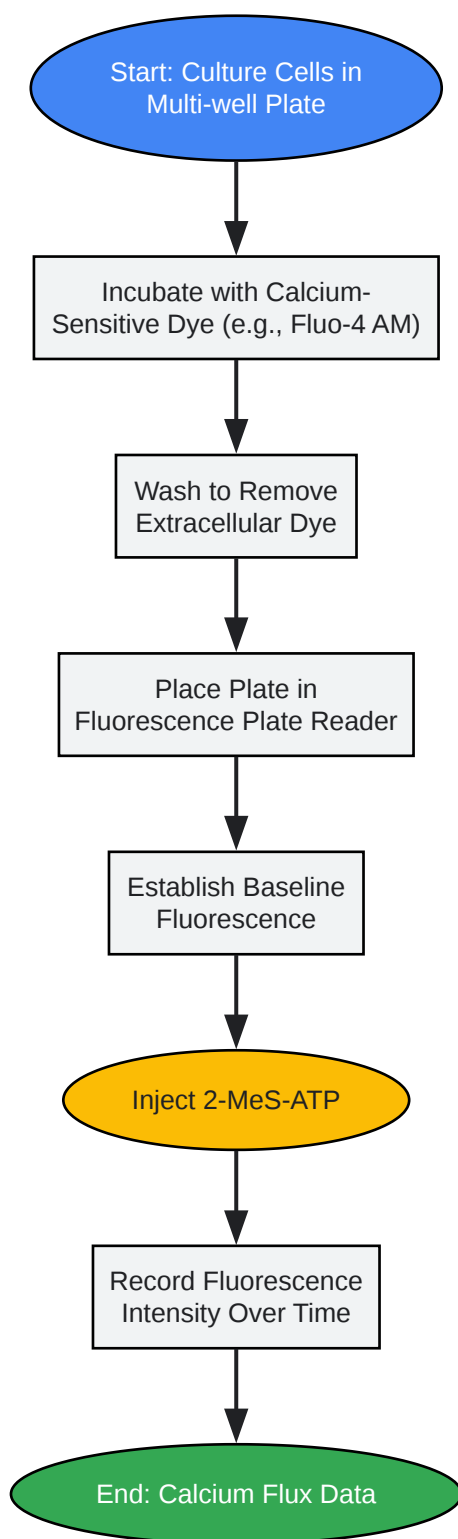 Start: Culture Cells in
Multi-well Plate
Incubate with Calcium-
Sensitive Dye (e.g., Fluo-4 AM)
Wash to Remove
Extracellular Dye
Place Plate in
Fluorescence Plate Reader
Establish Baseline
Fluorescence
Inject 2-MeS-ATP
Record Fluorescence
Intensity Over Time
End: Calcium Flux Data